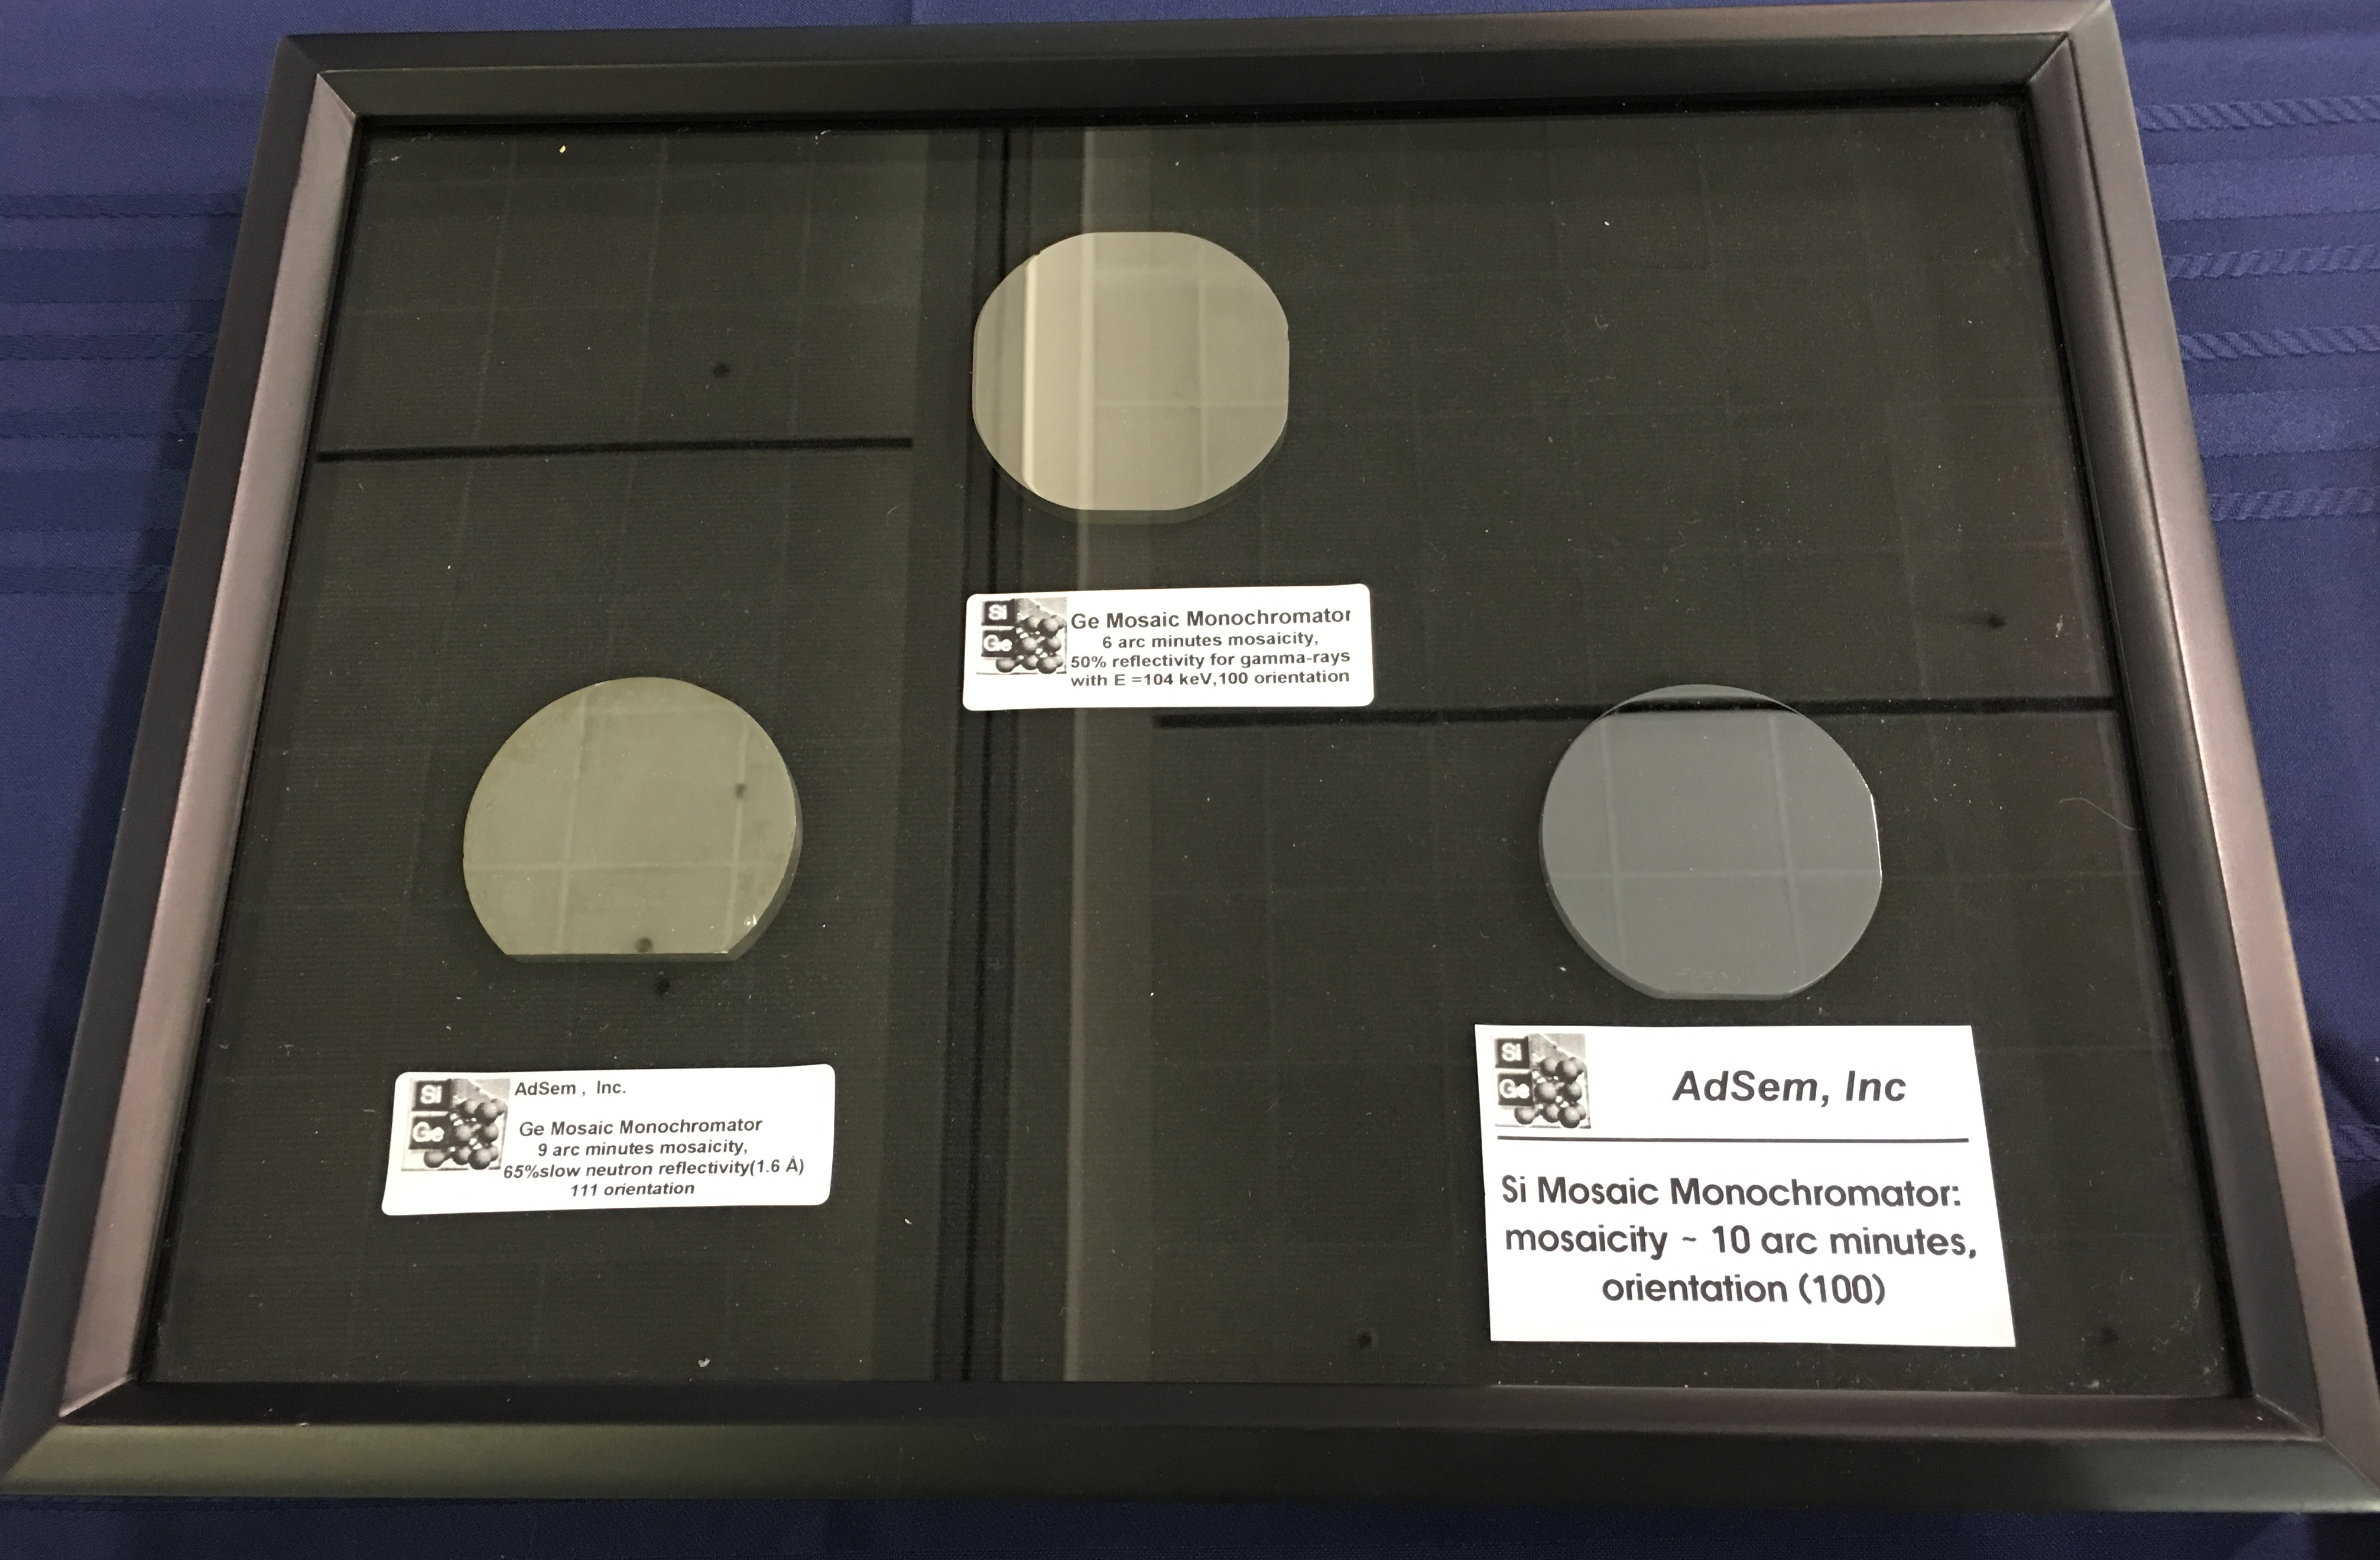 Si
Ge
Ge Mosaic Monochromator
6 arc minutes mosaicity,
50% reflectivity for gamma-rays
with E =104 keV,100 orientation
Si
Ge
AdSem , Inc.
Ge Mosaic Monochromator
9 arc minutes mosaicity,
65%slow neutron reflectivity(1.6 Å)
111 orientation
Si
Ge
AdSem, Inc
Si Mosaic Monochromator:
mosaicity ~ 10 arc minutes,
orientation (100)